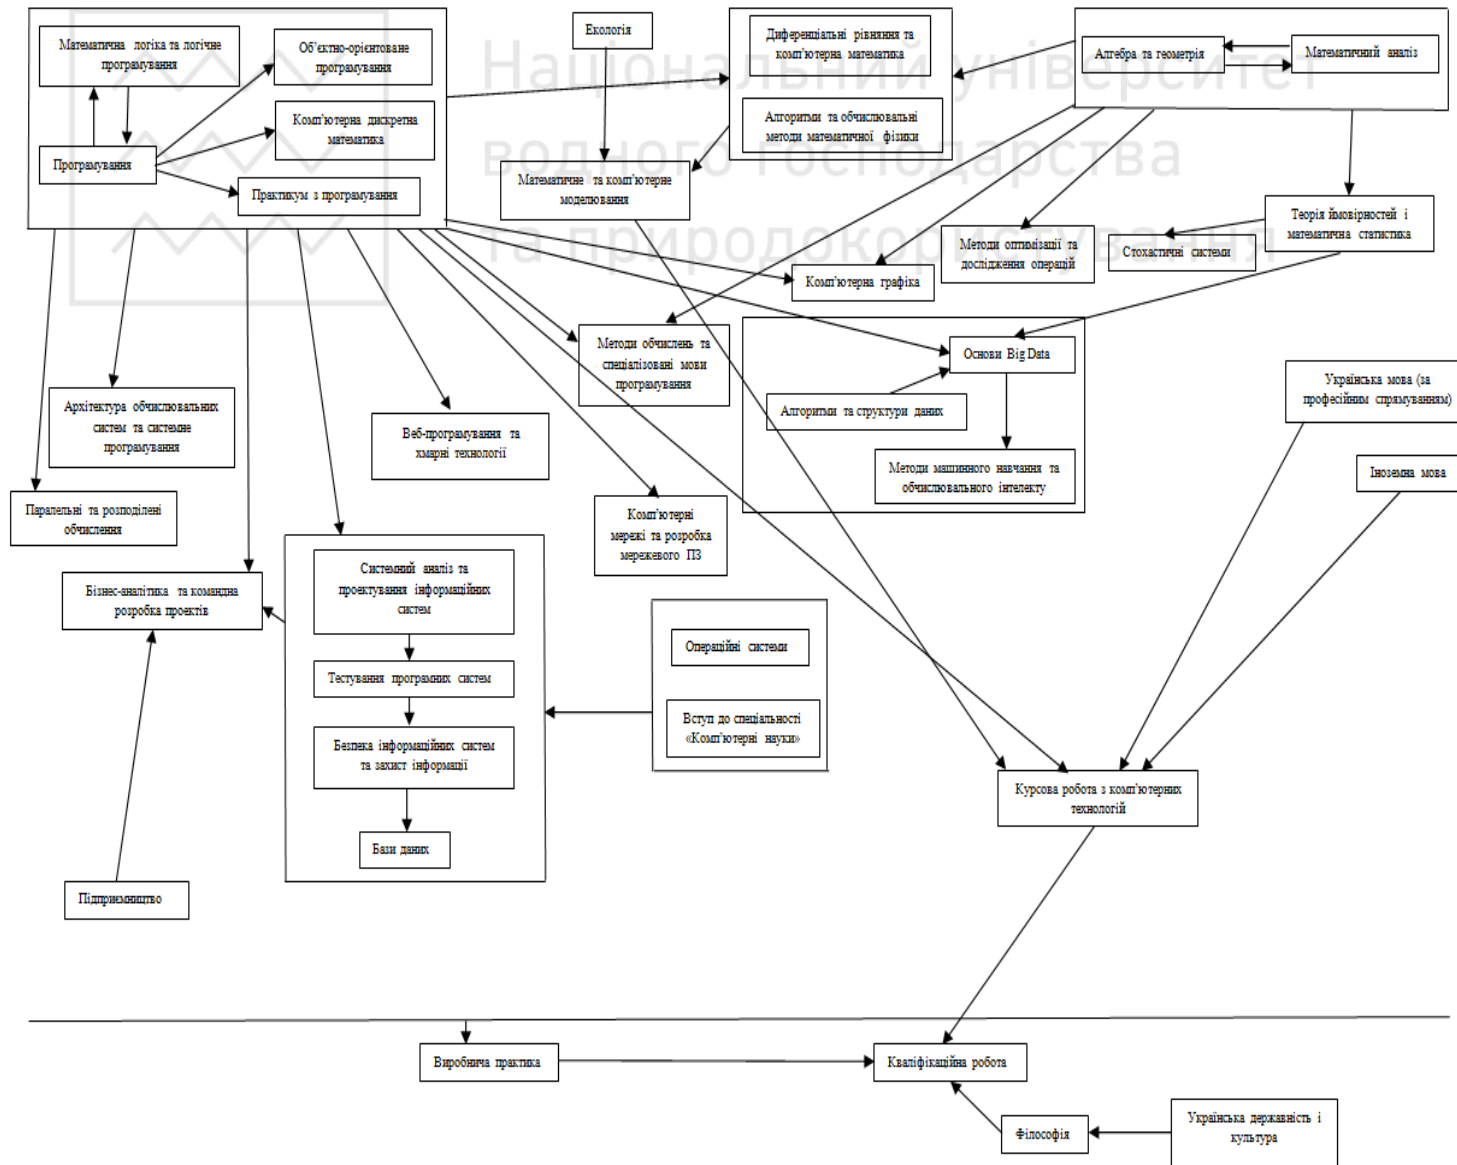 Математична логіка та логічне
програмування
Об'єктно-орієнтоване
програмування
Комп'ютерна дискретна
математика
Програмування
Практикум з програмування
Екологія
Диференціальні рівняння та
комп'ютерна математика
Алгоритми та обчислювальні
методи математичної фізики
Алгебра та геометрія
Математичний аналіз
Національний університет
водного господарства
та природокористування
Математичне та комп'ютерне
моделювання
Теорія ймовірностей і
математична статистика
Методи оптимізації та
дослідження операцій
Стохастичні системи
Комп'ютерна графіка
Методи обчислень та
спеціалізовані мови
програмування
Основи Big Data
Алгоритми та структури даних
Методи машинного навчання та
обчислювального інтелекту
Українська мова (за
професійним спрямуванням)
Іноземна мова
Архітектура обчислювальних
систем та системне
програмування
Веб-програмування та
хмарні технології
Паралельні та розподілені
обчислення
Комп'ютерні
мережі та розробка
мережевого ПЗ
Бізнес-аналітика та командна
розробка проектів
Системний аналіз та
проектування інформаційних
систем
Тестування програмних систем
Безпека інформаційних систем
та захист інформації
Бази даних
Операційні системи
Вступ до спеціальності
«Комп'ютерні науки»
Курсова робота з комп'ютерних
технологій
Підприємництво
Виробнича практика
Кваліфікаційна робота
Філософія
Українська державність і
культура